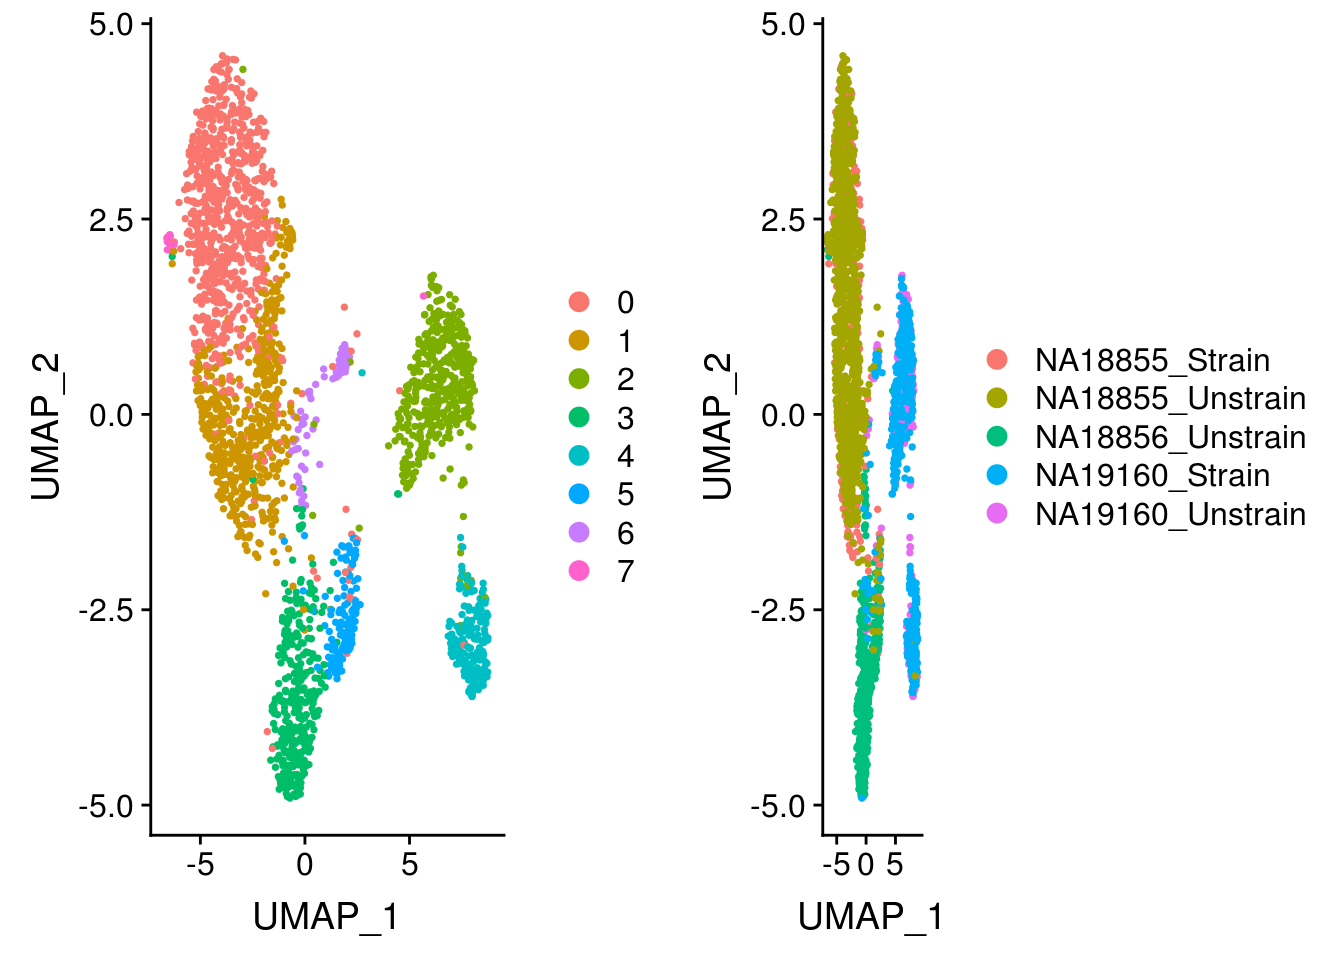 5.0
2.5
0.0
-2.5
-5.0
UMAP_2
-5 0 5
UMAP_1
0
1
2
3
4
5
6
7
5.0
2.5
0.0
-2.5
-5.0
UMAP_2
-5 0 5
UMAP_1
NA18855_Strain
NA18855_Unstrain
NA18856_Unstrain
NA19160_Strain
NA19160_Unstrain